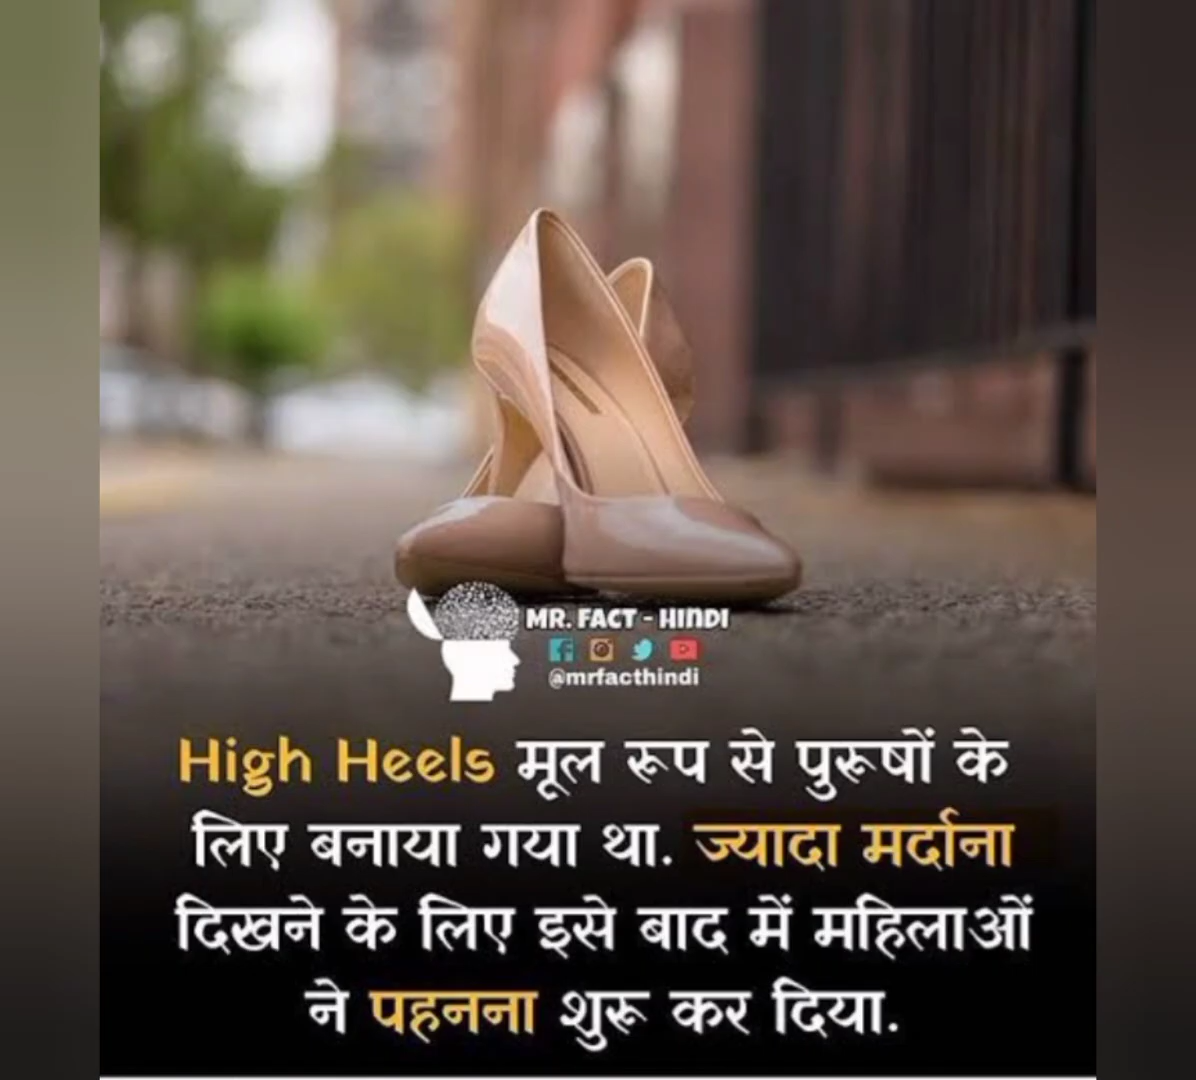 MR. FACT - HINDI
@mrfacthindi
High Heels मूल रूप से पुरूषों के
लिए बनाया गया था. ज्यादा मर्दाना
दिखने के लिए इसे बाद में महिलाओं
ने पहनना शुरू कर दिया.